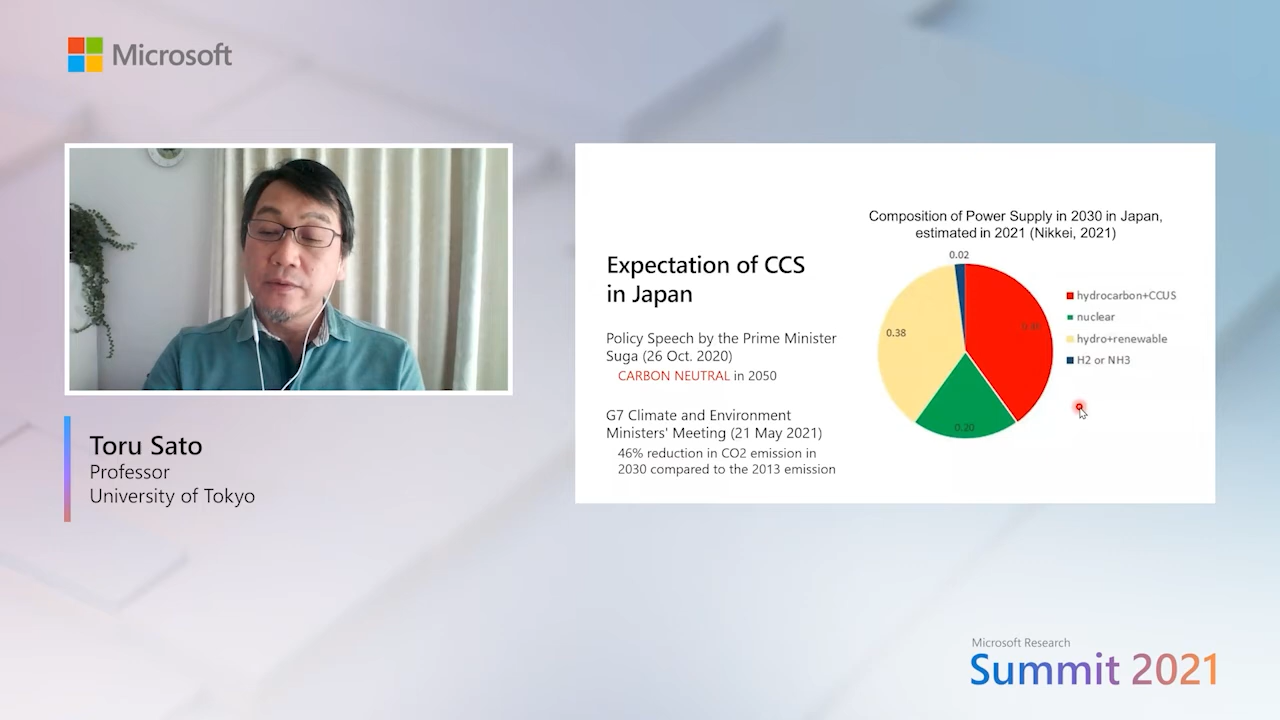 Microsoft
Toru Sato
Professor
University of Tokyo
Expectation of CCS
in Japan
Policy Speech by the Prime Minister
Suga (26 Oct. 2020)
CARBON NEUTRAL in 2050
G7 Climate and Environment
Ministers' Meeting (21 May 2021)
46% reduction in CO2 emission in
2030 compared to the 2013 emission
Composition of Power Supply in 2030 in Japan,
estimated in 2021 (Nikkei, 2021)
0.02
0.38
0.20
hydrocarbon+CCUS
nuclear
hydro+renewable
H2 or NH3
Microsoft Research
Summit 2021